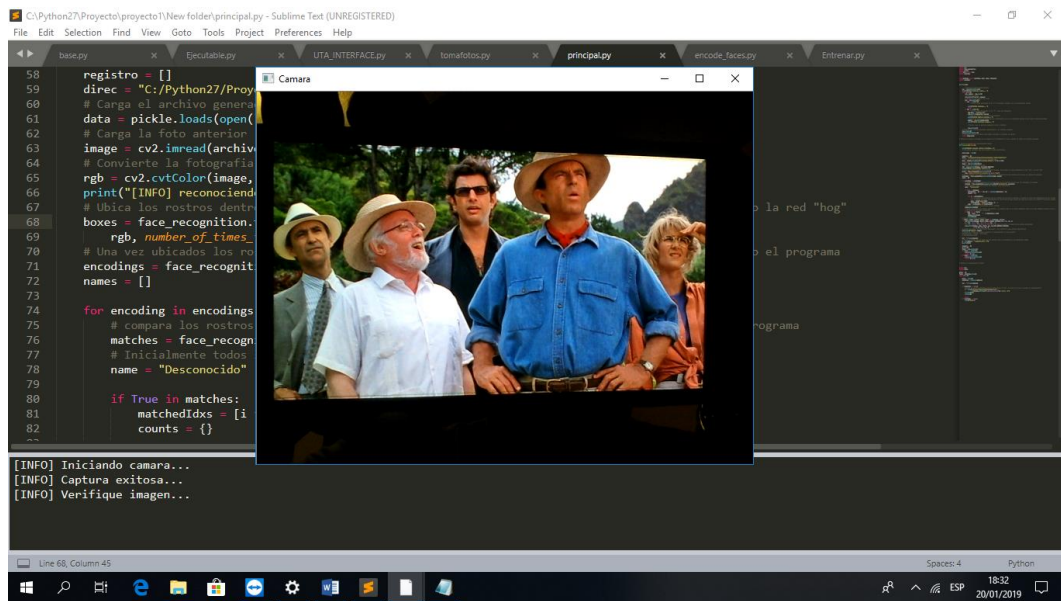 C:\Python27\Proyecto\proyecto1\New folder\principal.py - Sublime Text (UNREGISTERED)
File Edit Selection Find View Goto Tools Project Preferences Help
base.py Ejecutable.py UTA_INTERFACE.py tomafotos.py principal.py encode_faces.py Entrenar.py
Camara
58 registro = []
59 direc = "C:/Python27/Proy
60 # Carga el archivo genera
61 data = pickle.loads(open(
62 # Carga la foto anterior
63 image = cv2.imread(archiv
64 # Convierte la fotografia
65 rgb = cv2.cvtColor(image,
66 print("[INFO] reconociend
67 # Ubica los rostros dentr o la red "hog"
68 boxes = face_recognition.
69 rgb, number_of_times_
70 # Una vez ubicados los ro o el programa
71 encodings = face_recognit
72 names = []
73
74 for encoding in encodings
75 # compara los rostros rograma
76 matches = face_recogn
77 # Inicialmente todos
78 name = "Desconocido"
79
80 if True in matches:
81 matchedIdxs = [i
82 counts = {}
[INFO] Iniciando camara...
[INFO] Captura exitosa...
[INFO] Verifique imagen...
Line 68, Column 45 Spaces: 4 Python
ESP 18:32
20/01/2019